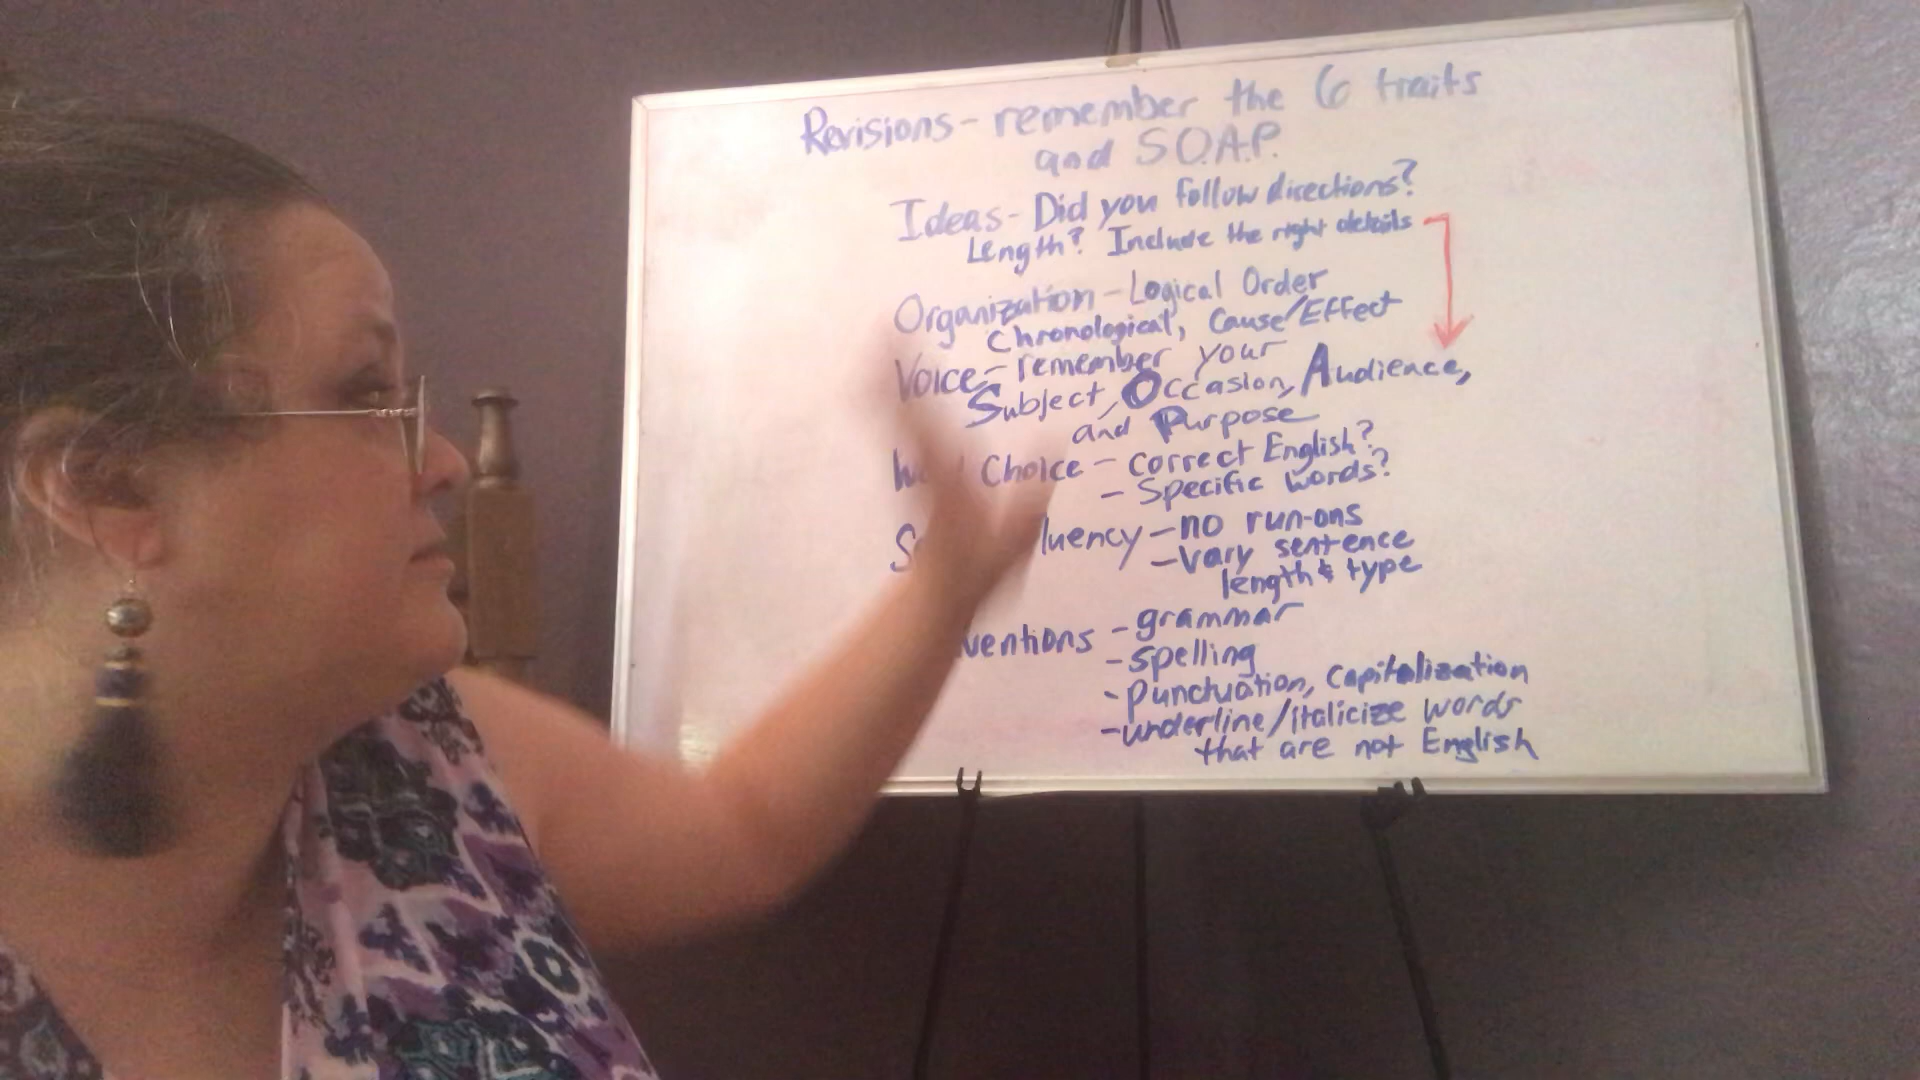 Revisions - remember the 6 traits
and S.O.A.P.
Ideas - Did you follow directions?
Length? Include the right details
Organization - Logical Order
Chronological, Cause/Effect
Voice - remember your
Subject, Occasion, Audience,
and Purpose
Choice - correct English?
- Specific words?
luency - no run-ons
- vary sentence
length & type
ventions - grammar
- spelling
- punctuation, capitalization
- underline/italicize words
that are not English